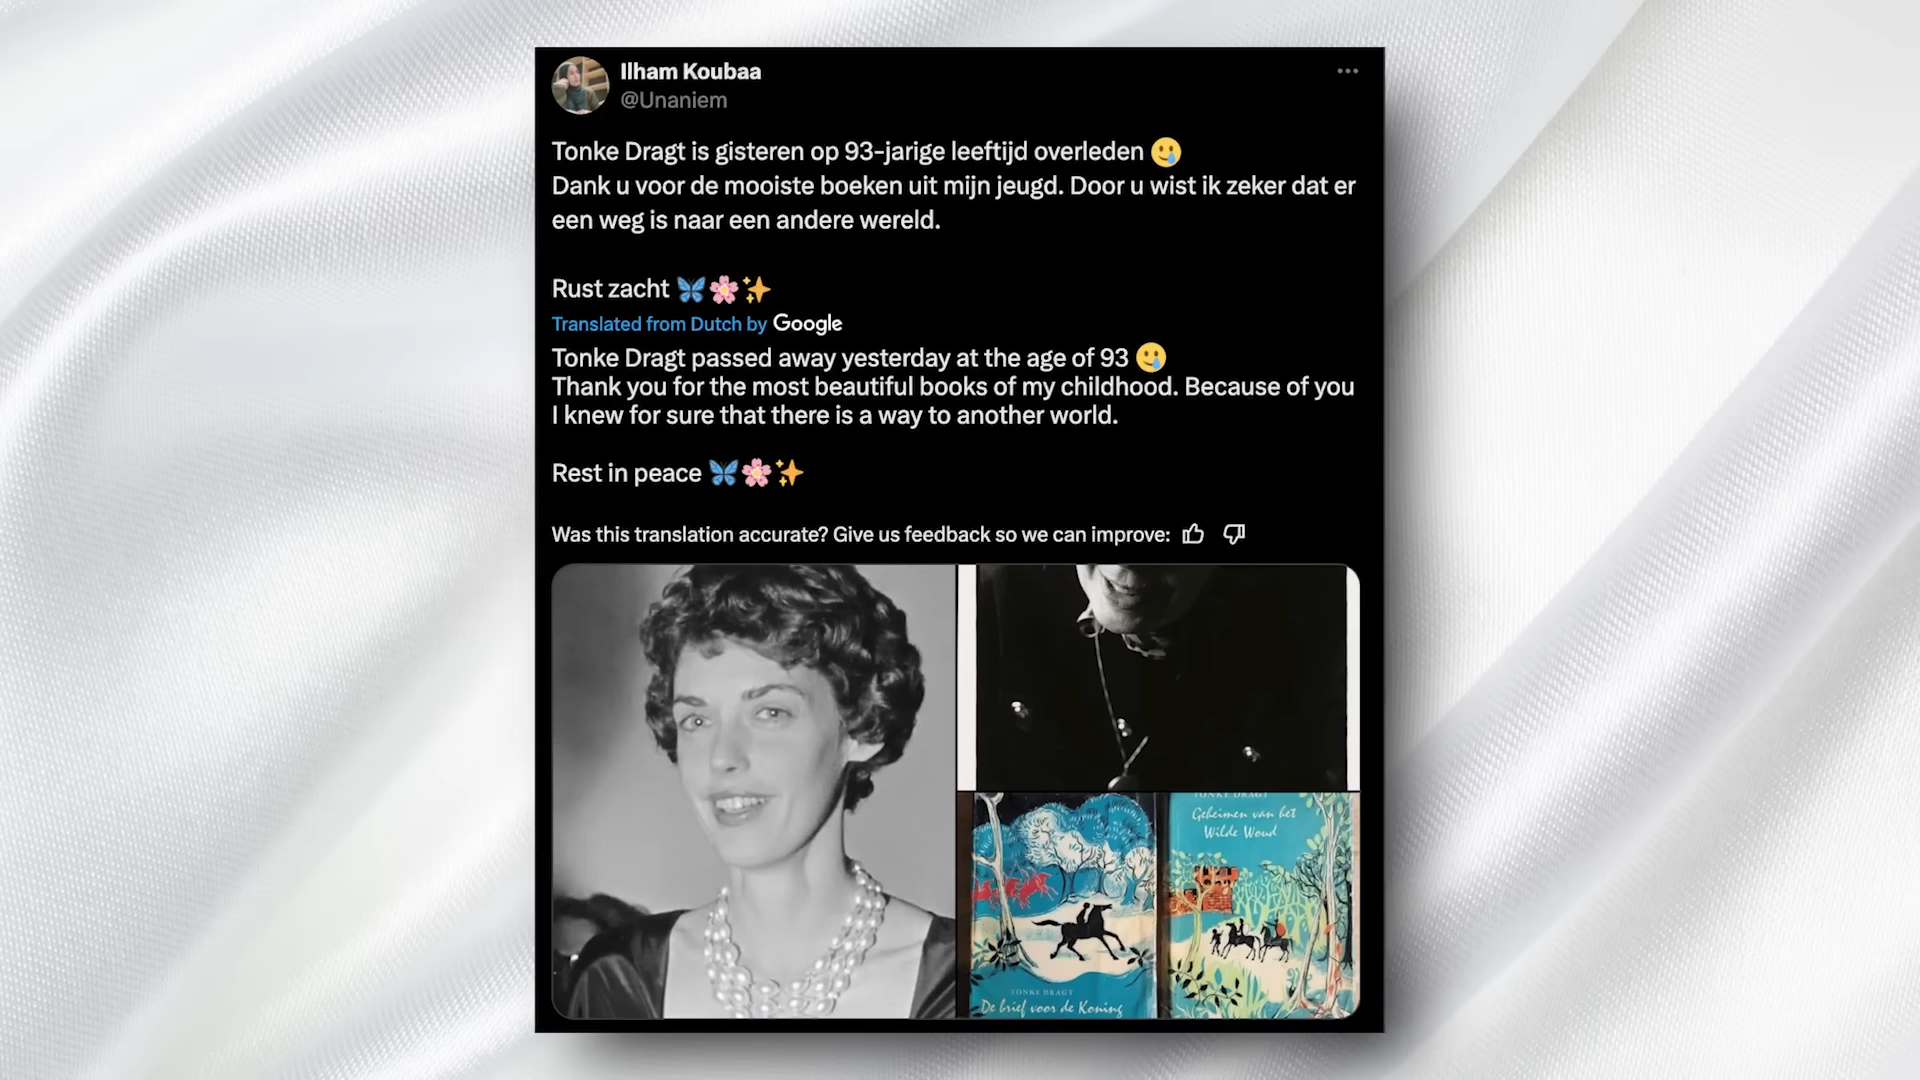 Ilham Koubaa
@Unaniem
Tonke Dragt is gisteren op 93-jarige leeftijd overleden 🥲
Dank u voor de mooiste boeken uit mijn jeugd. Door u wist ik zeker dat er
een weg is naar een andere wereld.
Rust zacht 🦋🌸✨
Translated from Dutch by Google
Tonke Dragt passed away yesterday at the age of 93 🥲
Thank you for the most beautiful books of my childhood. Because of you
I knew for sure that there is a way to another world.
Rest in peace 🦋🌸✨
Was this translation accurate? Give us feedback so we can improve:
TONKE DRAGT
Geheimen van het
Wilde Woud
TONKE DRAGT
De brief voor de Koning